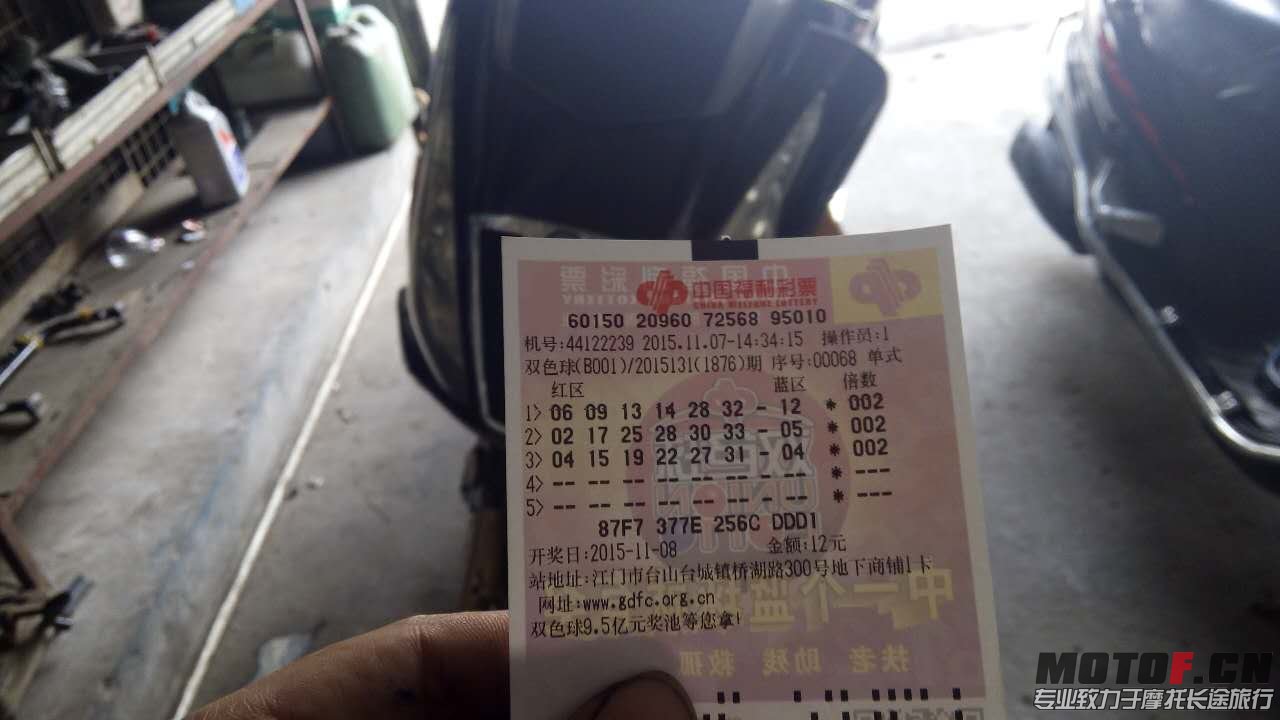 中国福利彩票
CHINA WELFARE LOTTERY
60150 20960 72568 95010
机号:44122239 2015.11.07-14:34:15 操作员:1
双色球(B001)/2015131(1876)期 序号:00068 单式
红区 蓝区 倍数
1> 06 09 13 14 28 32 - 12 * 002
2> 02 17 25 28 30 33 - 05 * 002
3> 04 15 19 22 27 31 - 04 * 002
4> -- -- -- -- -- -- - -- * ---
5> -- -- -- -- -- -- - -- * ---
87F7 377E 256C DDD1
开奖日:2015-11-08 金额:12元
站地址:江门市台山台城镇桥湖路300号地下商铺1卡
网址:www.gdfc.org.cn
双色球9.5亿元奖池等您拿!
扶老 助残 救孤
MOTOF.CN
专业致力于摩托长途旅行